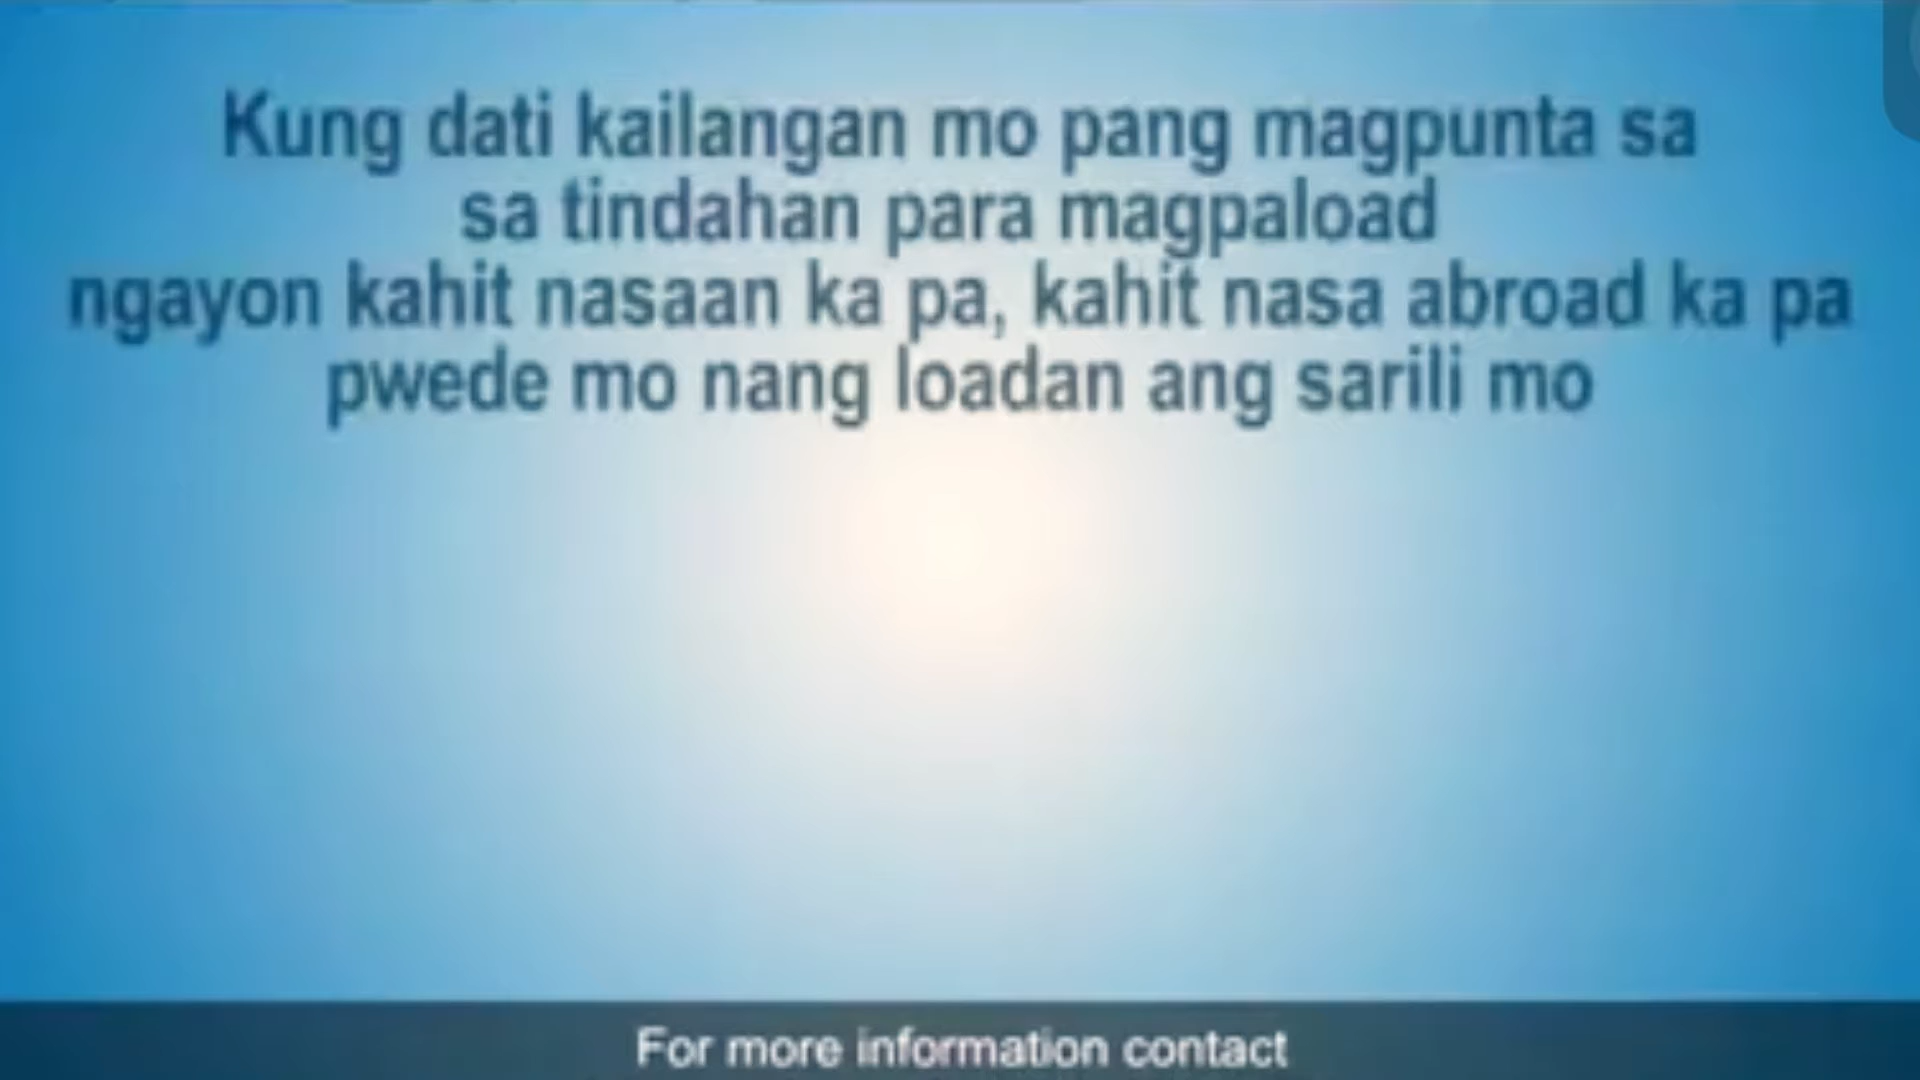 Kung dati kailangan mo pang magpunta sa
sa tindahan para magpaload
ngayon kahit nasaan ka pa, kahit nasa abroad ka pa
pwede mo nang loadan ang sarili mo
For more information contact